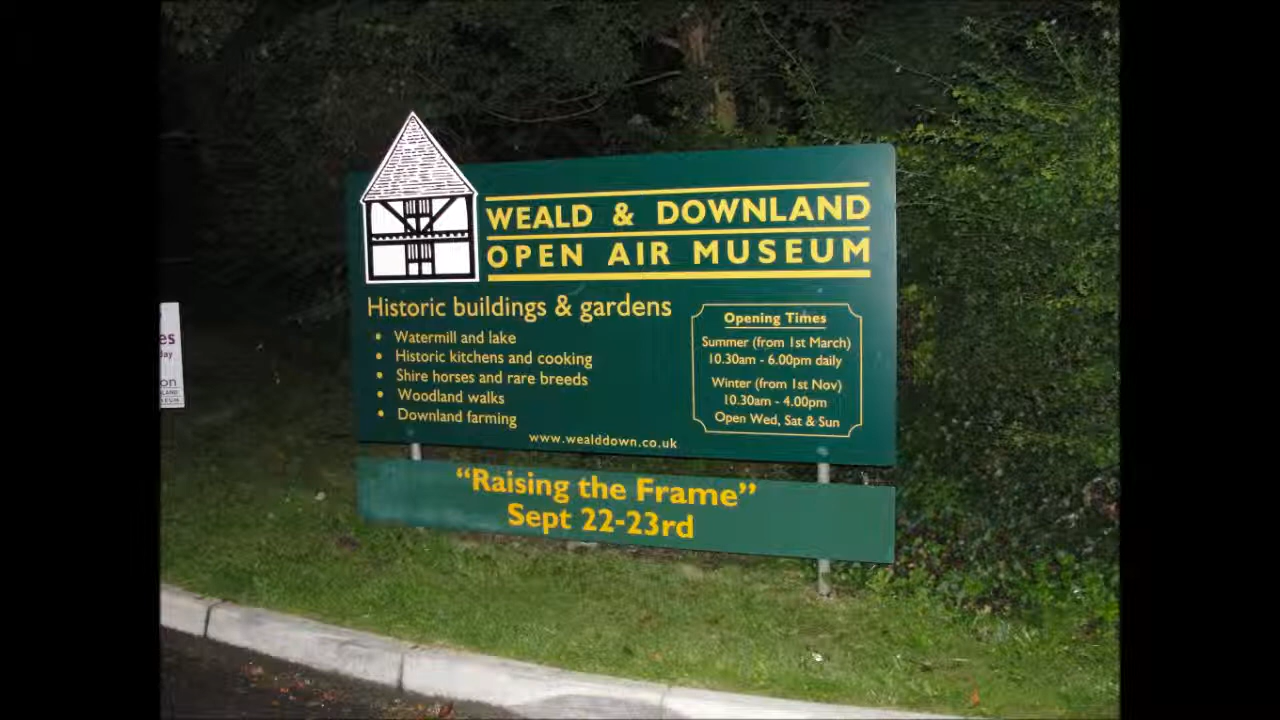 WEALD & DOWNLAND
OPEN AIR MUSEUM
Historic buildings & gardens
• Watermill and lake
• Historic kitchens and cooking
• Shire horses and rare breeds
• Woodland walks
• Downland farming
Opening Times
Summer (from 1st March)
10.30am - 6.00pm daily
Winter (from 1st Nov)
10.30am - 4.00pm
Open Wed, Sat & Sun
www.wealddown.co.uk
"Raising the Frame"
Sept 22-23rd